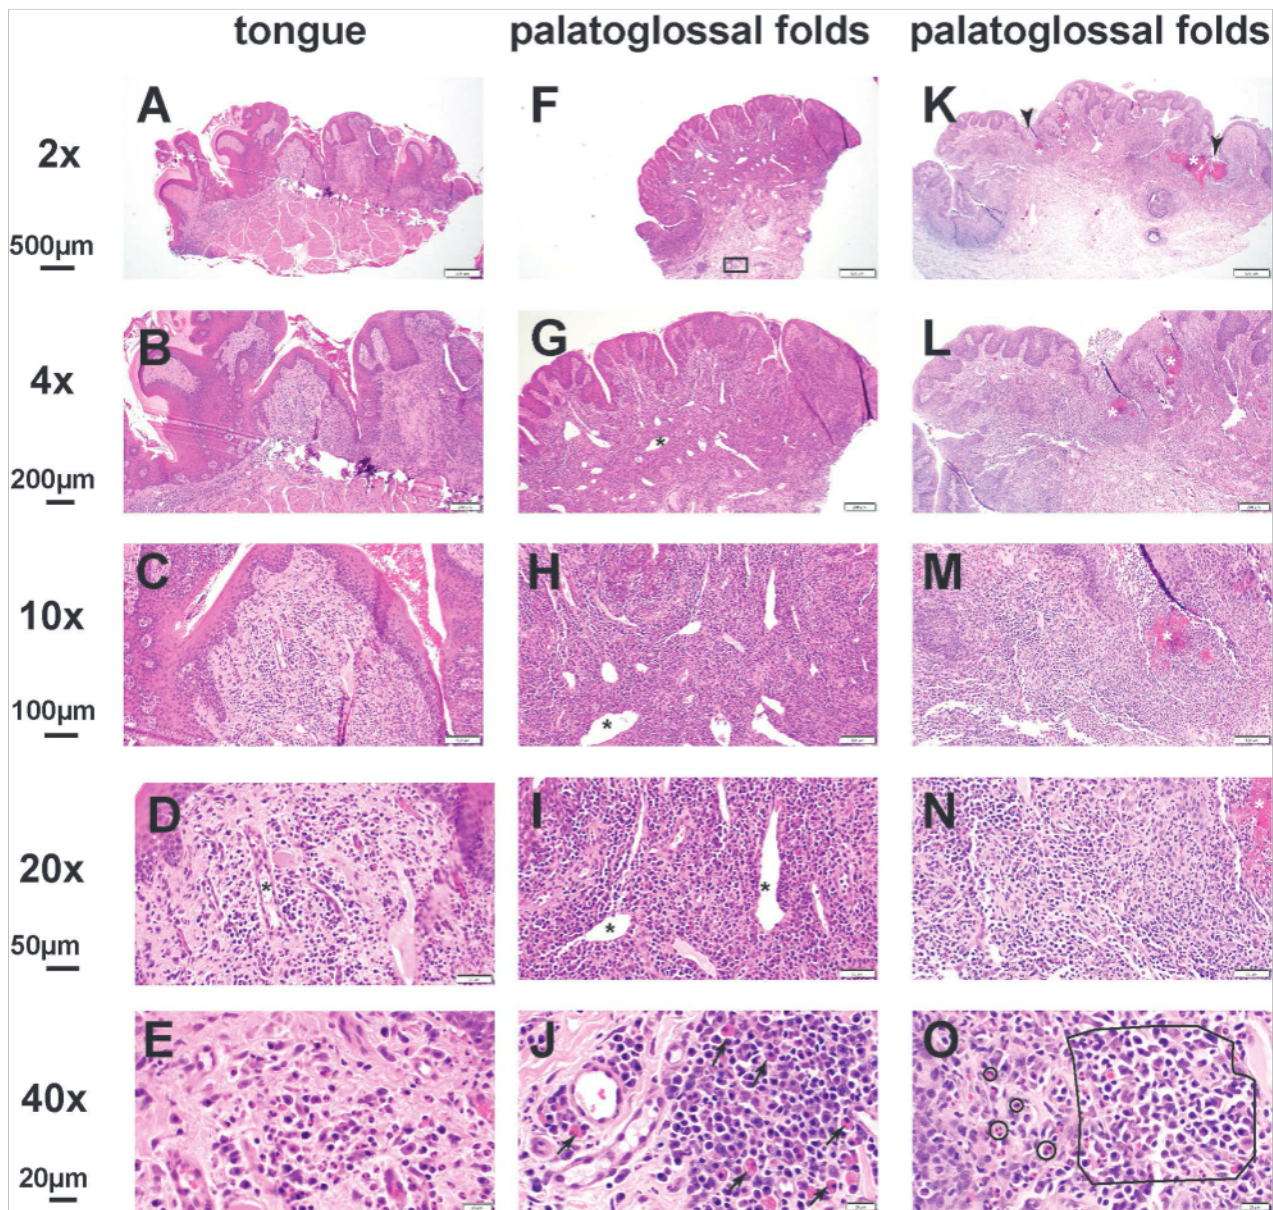 tongue palatoglossal folds palatoglossal folds
A F K
2x
* * *
500µm
B G L
4x
* * *
200µm
C H M
10x
* *
100µm
D I N
20x
* * * *
50µm
E J O
40x
20µm